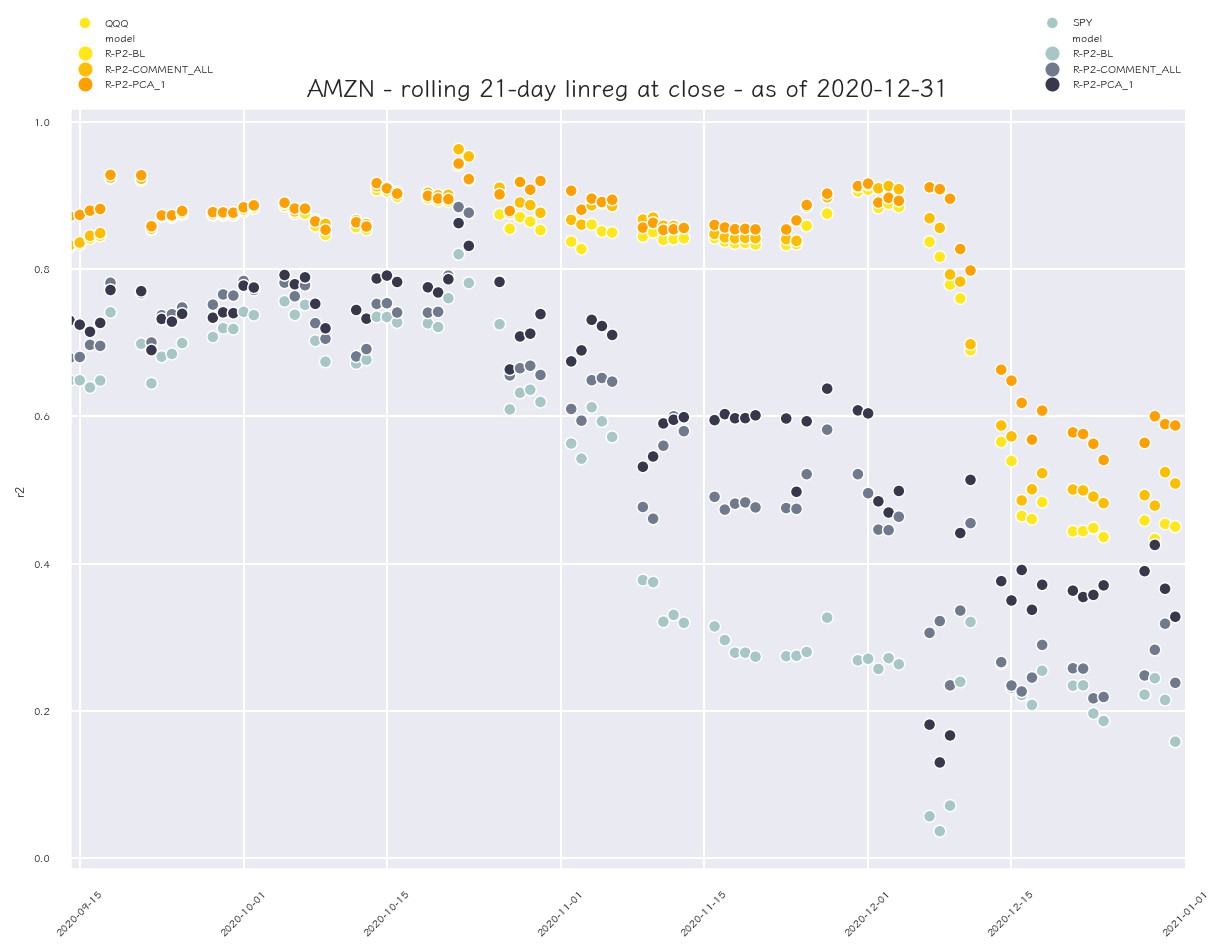 QQQ
model
R-P2-BL
R-P2-COMMENT_ALL
R-P2-PCA_1
SPY
model
R-P2-BL
R-P2-COMMENT_ALL
R-P2-PCA_1
AMZN - rolling 21-day linreg at close - as of 2020-12-31
1.0
0.8
0.6
0.4
0.2
0.0
r2
2020-09-15
2020-10-01
2020-10-15
2020-11-01
2020-11-15
2020-12-01
2020-12-15
2021-01-01